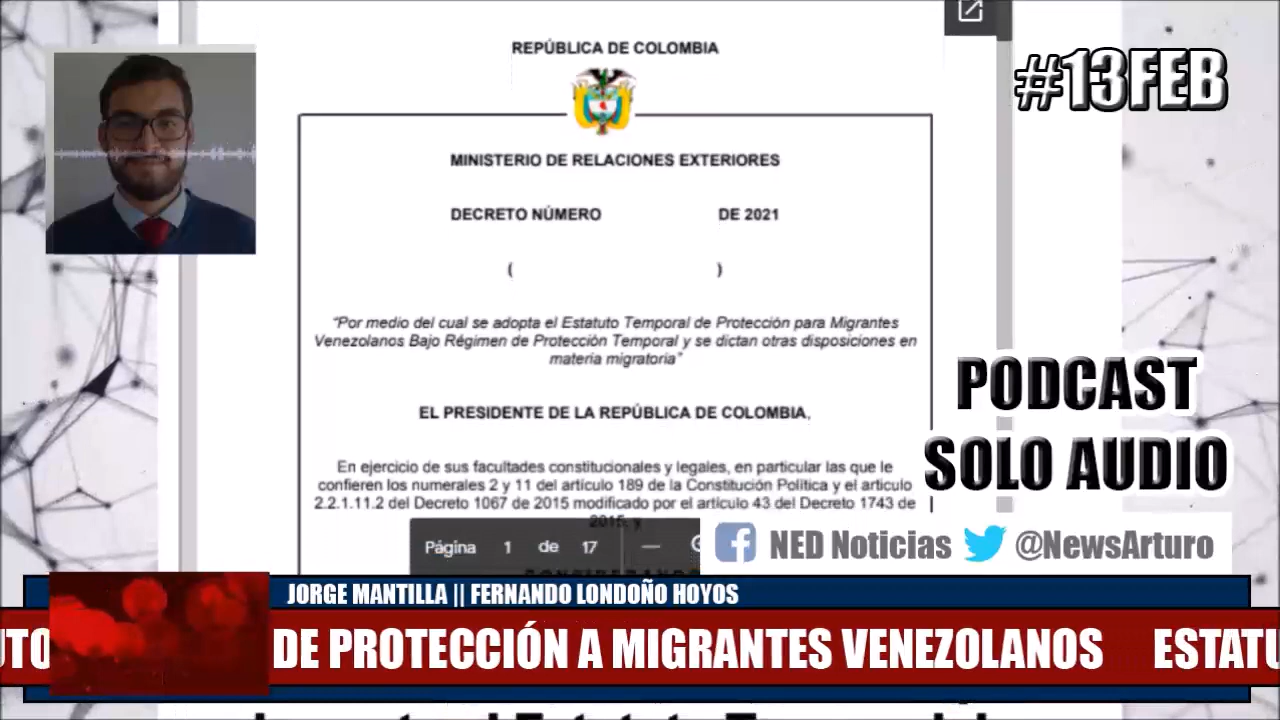 REPÚBLICA DE COLOMBIA
#13FEB
MINISTERIO DE RELACIONES EXTERIORES
DECRETO NÚMERO DE 2021
( )
"Por medio del cual se adopta el Estatuto Temporal de Protección para Migrantes
Venezolanos Bajo Régimen de Protección Temporal y se dictan otras disposiciones en
materia migratoria"
EL PRESIDENTE DE LA REPÚBLICA DE COLOMBIA,
En ejercicio de sus facultades constitucionales y legales, en particular las que le
confieren los numerales 2 y 11 del artículo 189 de la Constitución Política y el artículo
2.2.1.11.2 del Decreto 1067 de 2015 modificado por el artículo 43 del Decreto 1743 de
2015, y
PODCAST
SOLO AUDIO
Página 1 de 17
NED Noticias @NewsArturo
JORGE MANTILLA || FERNANDO LONDOÑO HOYOS
UTO DE PROTECCIÓN A MIGRANTES VENEZOLANOS ESTATU